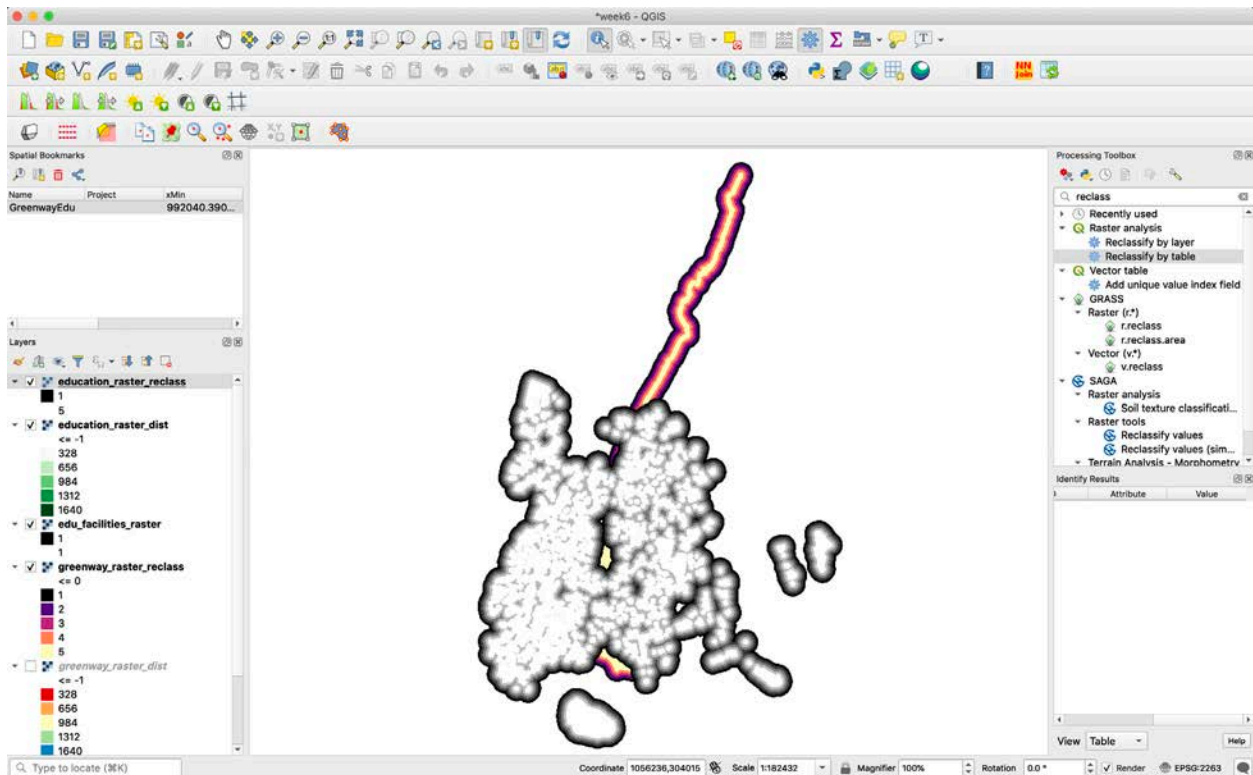 *week6 - QGIS
Spatial Bookmarks
Name Project xMin
GreenwayEdu 992040.390...
Layers
education_raster_reclass
1
5
education_raster_dist
<= -1
328
656
984
1312
1640
edu_facilities_raster
1
1
greenway_raster_reclass
<= 0
1
2
3
4
5
greenway_raster_dist
<= -1
328
656
984
1312
1640
Processing Toolbox
reclass
Recently used
Raster analysis
Reclassify by layer
Reclassify by table
Vector table
Add unique value index field
GRASS
Raster (r.*)
r.reclass
r.reclass.area
Vector (v.*)
v.reclass
SAGA
Raster analysis
Soil texture classificati...
Raster tools
Reclassify values
Reclassify values (sim...
Terrain Analysis - Morphometry
Identify Results
Attribute Value
View Table Help
Type to locate (⌘K) Coordinate 1056236,304015 Scale 1:182432 Magnifier 100% Rotation 0.0 ° Render EPSG:2263